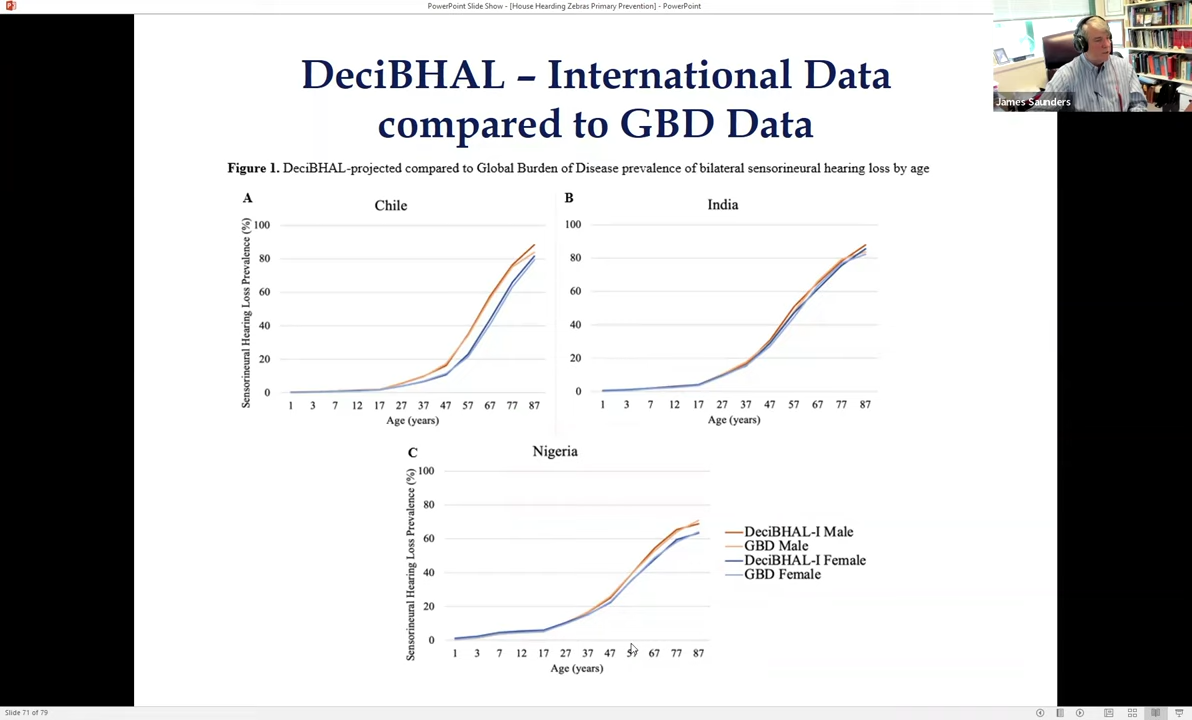 PowerPoint Slide Show - [House Hearding Zebras Primary Prevention] - PowerPoint
James Saunders
DeciBHAL – International Data
compared to GBD Data
Figure 1. DeciBHAL-projected compared to Global Burden of Disease prevalence of bilateral sensorineural hearing loss by age
A
Chile
Sensorineural Hearing Loss Prevalence (%)
100
80
60
40
20
0
1 3 7 12 17 27 37 47 57 67 77 87
Age (years)
B
India
100
80
60
40
20
0
1 3 7 12 17 27 37 47 57 67 77 87
Age (years)
C
Nigeria
Sensorineural Hearing Loss Prevalence (%)
100
80
60
40
20
0
1 3 7 12 17 27 37 47 57 67 77 87
Age (years)
DeciBHAL-I Male
GBD Male
DeciBHAL-I Female
GBD Female
Slide 71 of 79